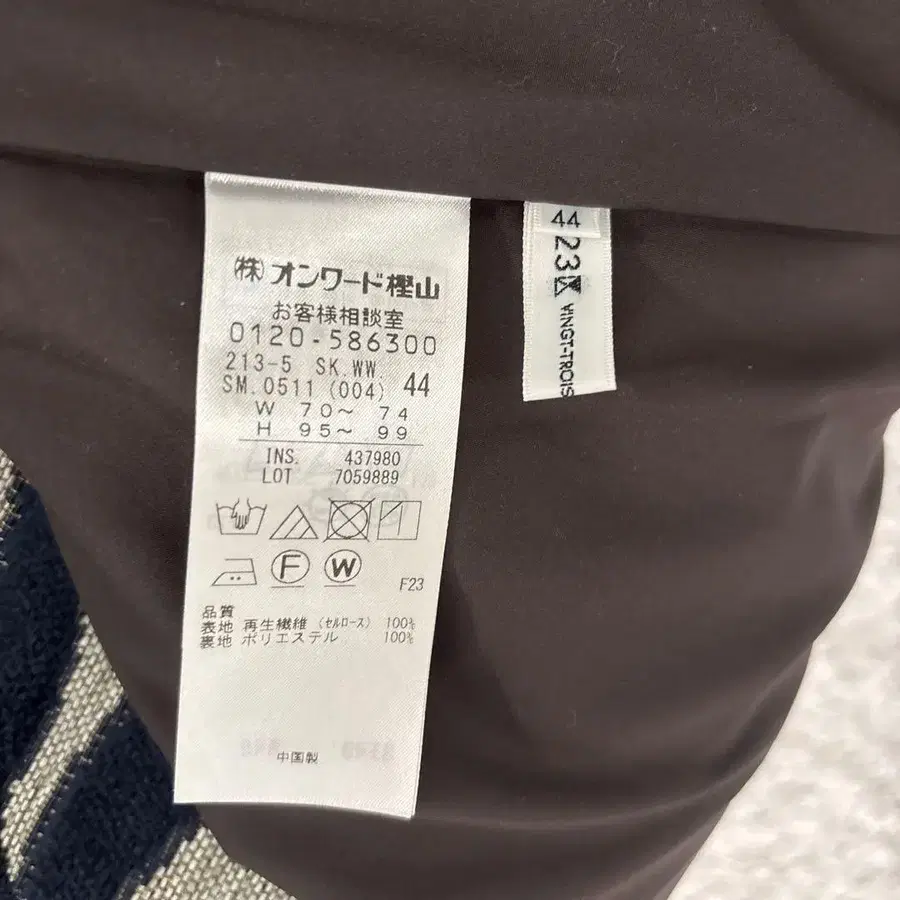 (株)オンワード樫山
お客様相談室
0120-586300
213-5 SK.WW.
SM.0511 (004) 44
W 70~ 74
H 95~ 99
INS. 437980
LOT 7059889
F
W
F23
品質
表地 再生繊維 (セルロース) 100%
裏地 ポリエステル 100%
中国製
44
23区
VINGT-TROIS